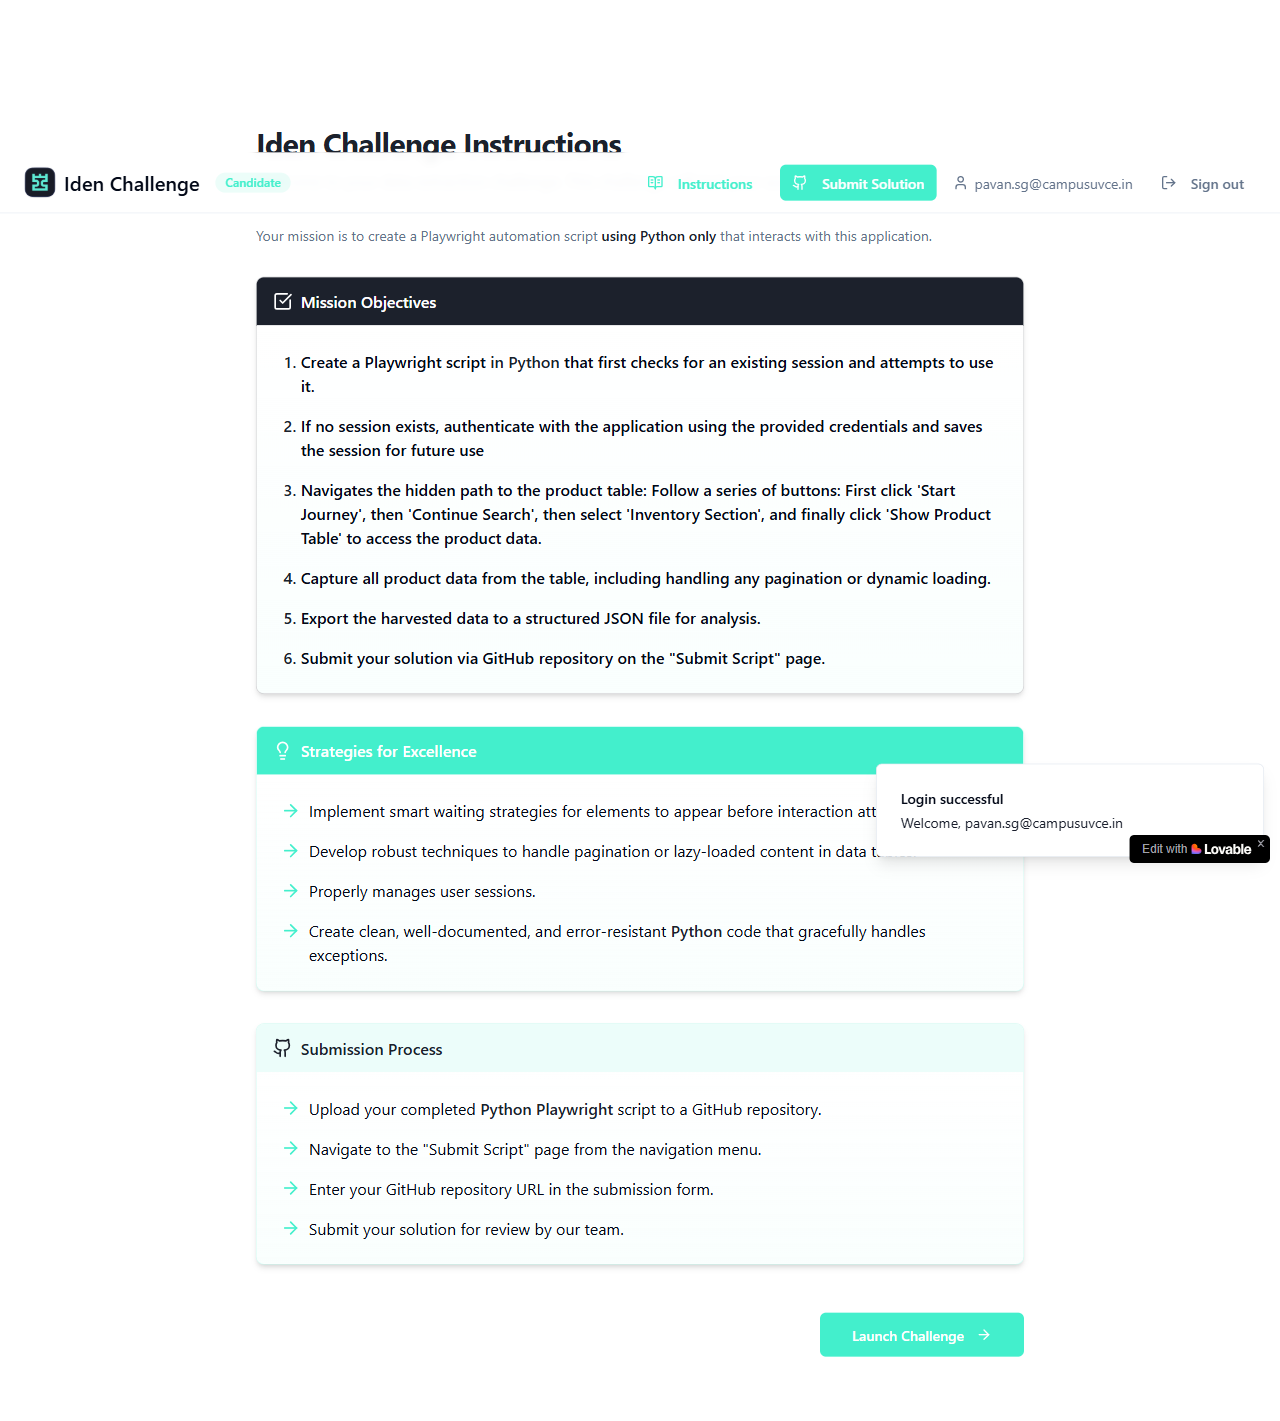 Iden Challenge Instructions
Iden Challenge
Candidate
Instructions
Submit Solution
pavan.sg@campusuvce.in
Sign out
Your mission is to create a Playwright automation script using Python only that interacts with this application.
Mission Objectives
1. Create a Playwright script in Python that first checks for an existing session and attempts to use
it.
2. If no session exists, authenticate with the application using the provided credentials and saves
the session for future use
3. Navigates the hidden path to the product table: Follow a series of buttons: First click 'Start
Journey', then 'Continue Search', then select 'Inventory Section', and finally click 'Show Product
Table' to access the product data.
4. Capture all product data from the table, including handling any pagination or dynamic loading.
5. Export the harvested data to a structured JSON file for analysis.
6. Submit your solution via GitHub repository on the "Submit Script" page.
Strategies for Excellence
Implement smart waiting strategies for elements to appear before interaction
Develop robust techniques to handle pagination or lazy-loaded content in data
Properly manages user sessions.
Create clean, well-documented, and error-resistant Python code that gracefully handles
exceptions.
Login successful
Welcome, pavan.sg@campusuvce.in
Edit with Lovable ×
Submission Process
Upload your completed Python Playwright script to a GitHub repository.
Navigate to the "Submit Script" page from the navigation menu.
Enter your GitHub repository URL in the submission form.
Submit your solution for review by our team.
Launch Challenge